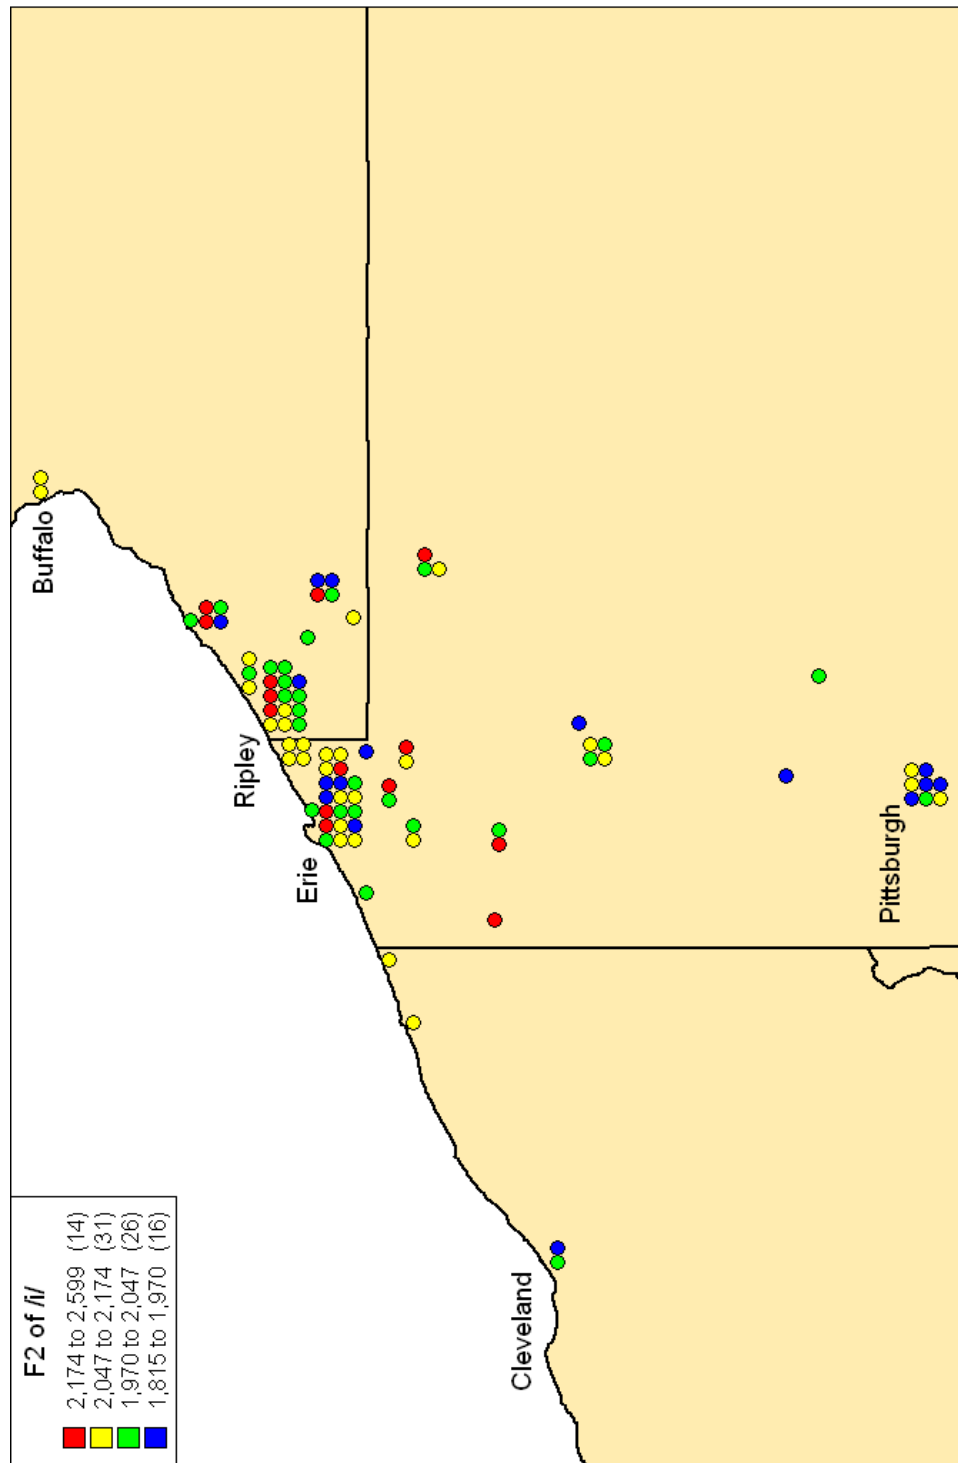 F2 of /i/
2,174 to 2,599 (14)
2,047 to 2,174 (31)
1,970 to 2,047 (26)
1,815 to 1,970 (16)
Buffalo
Ripley
Erie
Cleveland
Pittsburgh